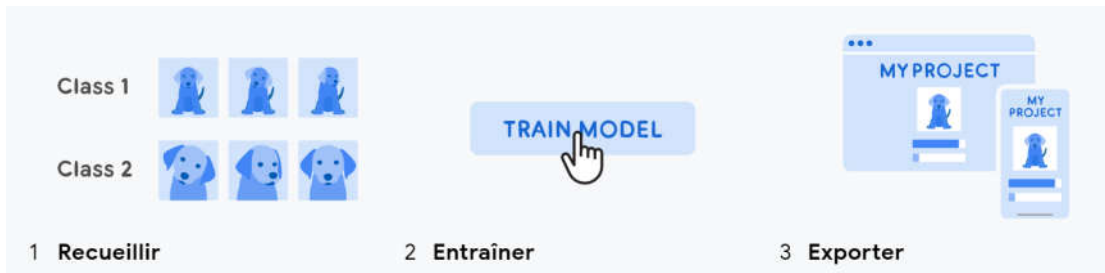 Class 1
Class 2
1 Recueillir
TRAIN MODEL
2 Entraîner
MY PROJECT
MY
PROJECT
3 Exporter